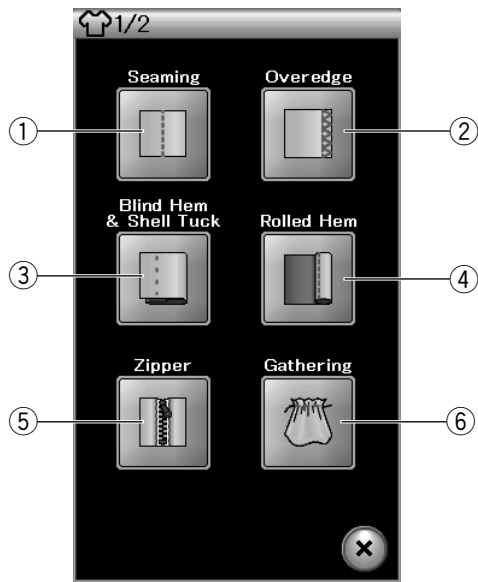 1/2
Seaming Overedge
① ②
Blind Hem
& Shell Tuck Rolled Hem
③ ④
Zipper Gathering
⑤ ⑥